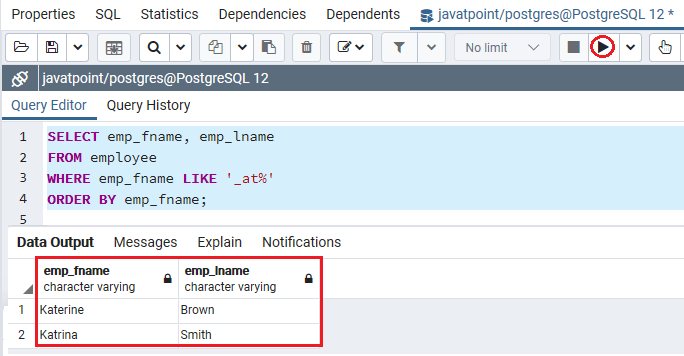 Properties SQL Statistics Dependencies Dependents javatpoint/postgres@PostgreSQL 12 *
No limit
javatpoint/postgres@PostgreSQL 12
Query Editor Query History
1 SELECT emp_fname, emp_lname
2 FROM employee
3 WHERE emp_fname LIKE '_at%'
4 ORDER BY emp_fname;
5
Data Output Messages Explain Notifications
emp_fname emp_lname
character varying character varying
1 Katerine Brown
2 Katrina Smith